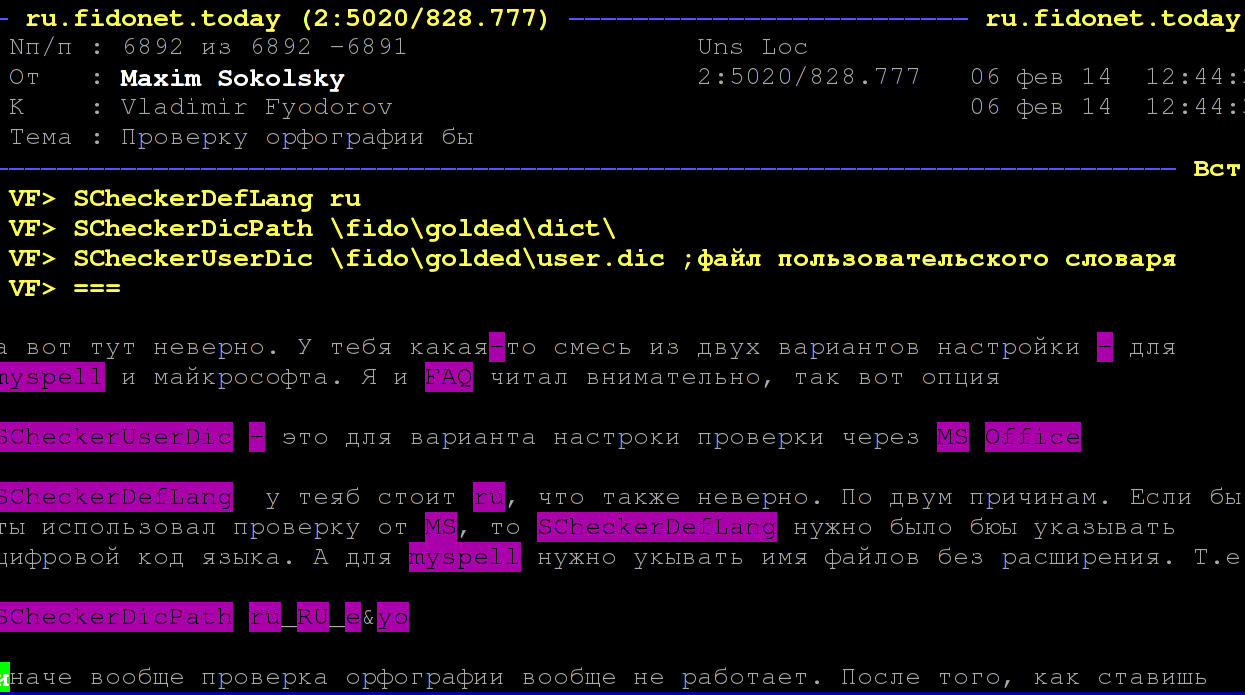 ru.fidonet.today (2:5020/828.777) ru.fidonet.today
Nп/п : 6892 из 6892 -6891 Uns Loc
От : Maxim Sokolsky 2:5020/828.777 06 фев 14 12:44:
К : Vladimir Fyodorov 06 фев 14 12:44:
Тема : Проверку орфографии бы
Вст
VF> SCheckerDefLang ru
VF> SCheckerDicPath \fido\golded\dict\
VF> SCheckerUserDic \fido\golded\user.dic ;файл пользовательского словаря
VF> ===
а вот тут неверно. У тебя какая-то смесь из двух вариантов настройки - для
myspell и майкрософта. Я и FAQ читал внимательно, так вот опция
SCheckerUserDic - это для варианта настроки проверки через MS Office
SCheckerDefLang у теяб стоит ru, что также неверно. По двум причинам. Если бы
ты использовал проверку от MS, то SCheckerDefLang нужно было бюы указывать
цифровой код языка. А для myspell нужно укывать имя файлов без расширения. Т.е
SCheckerDicPath ru_RU_e&yo
иначе вообще проверка орфографии вообще не работает. После того, как ставишь